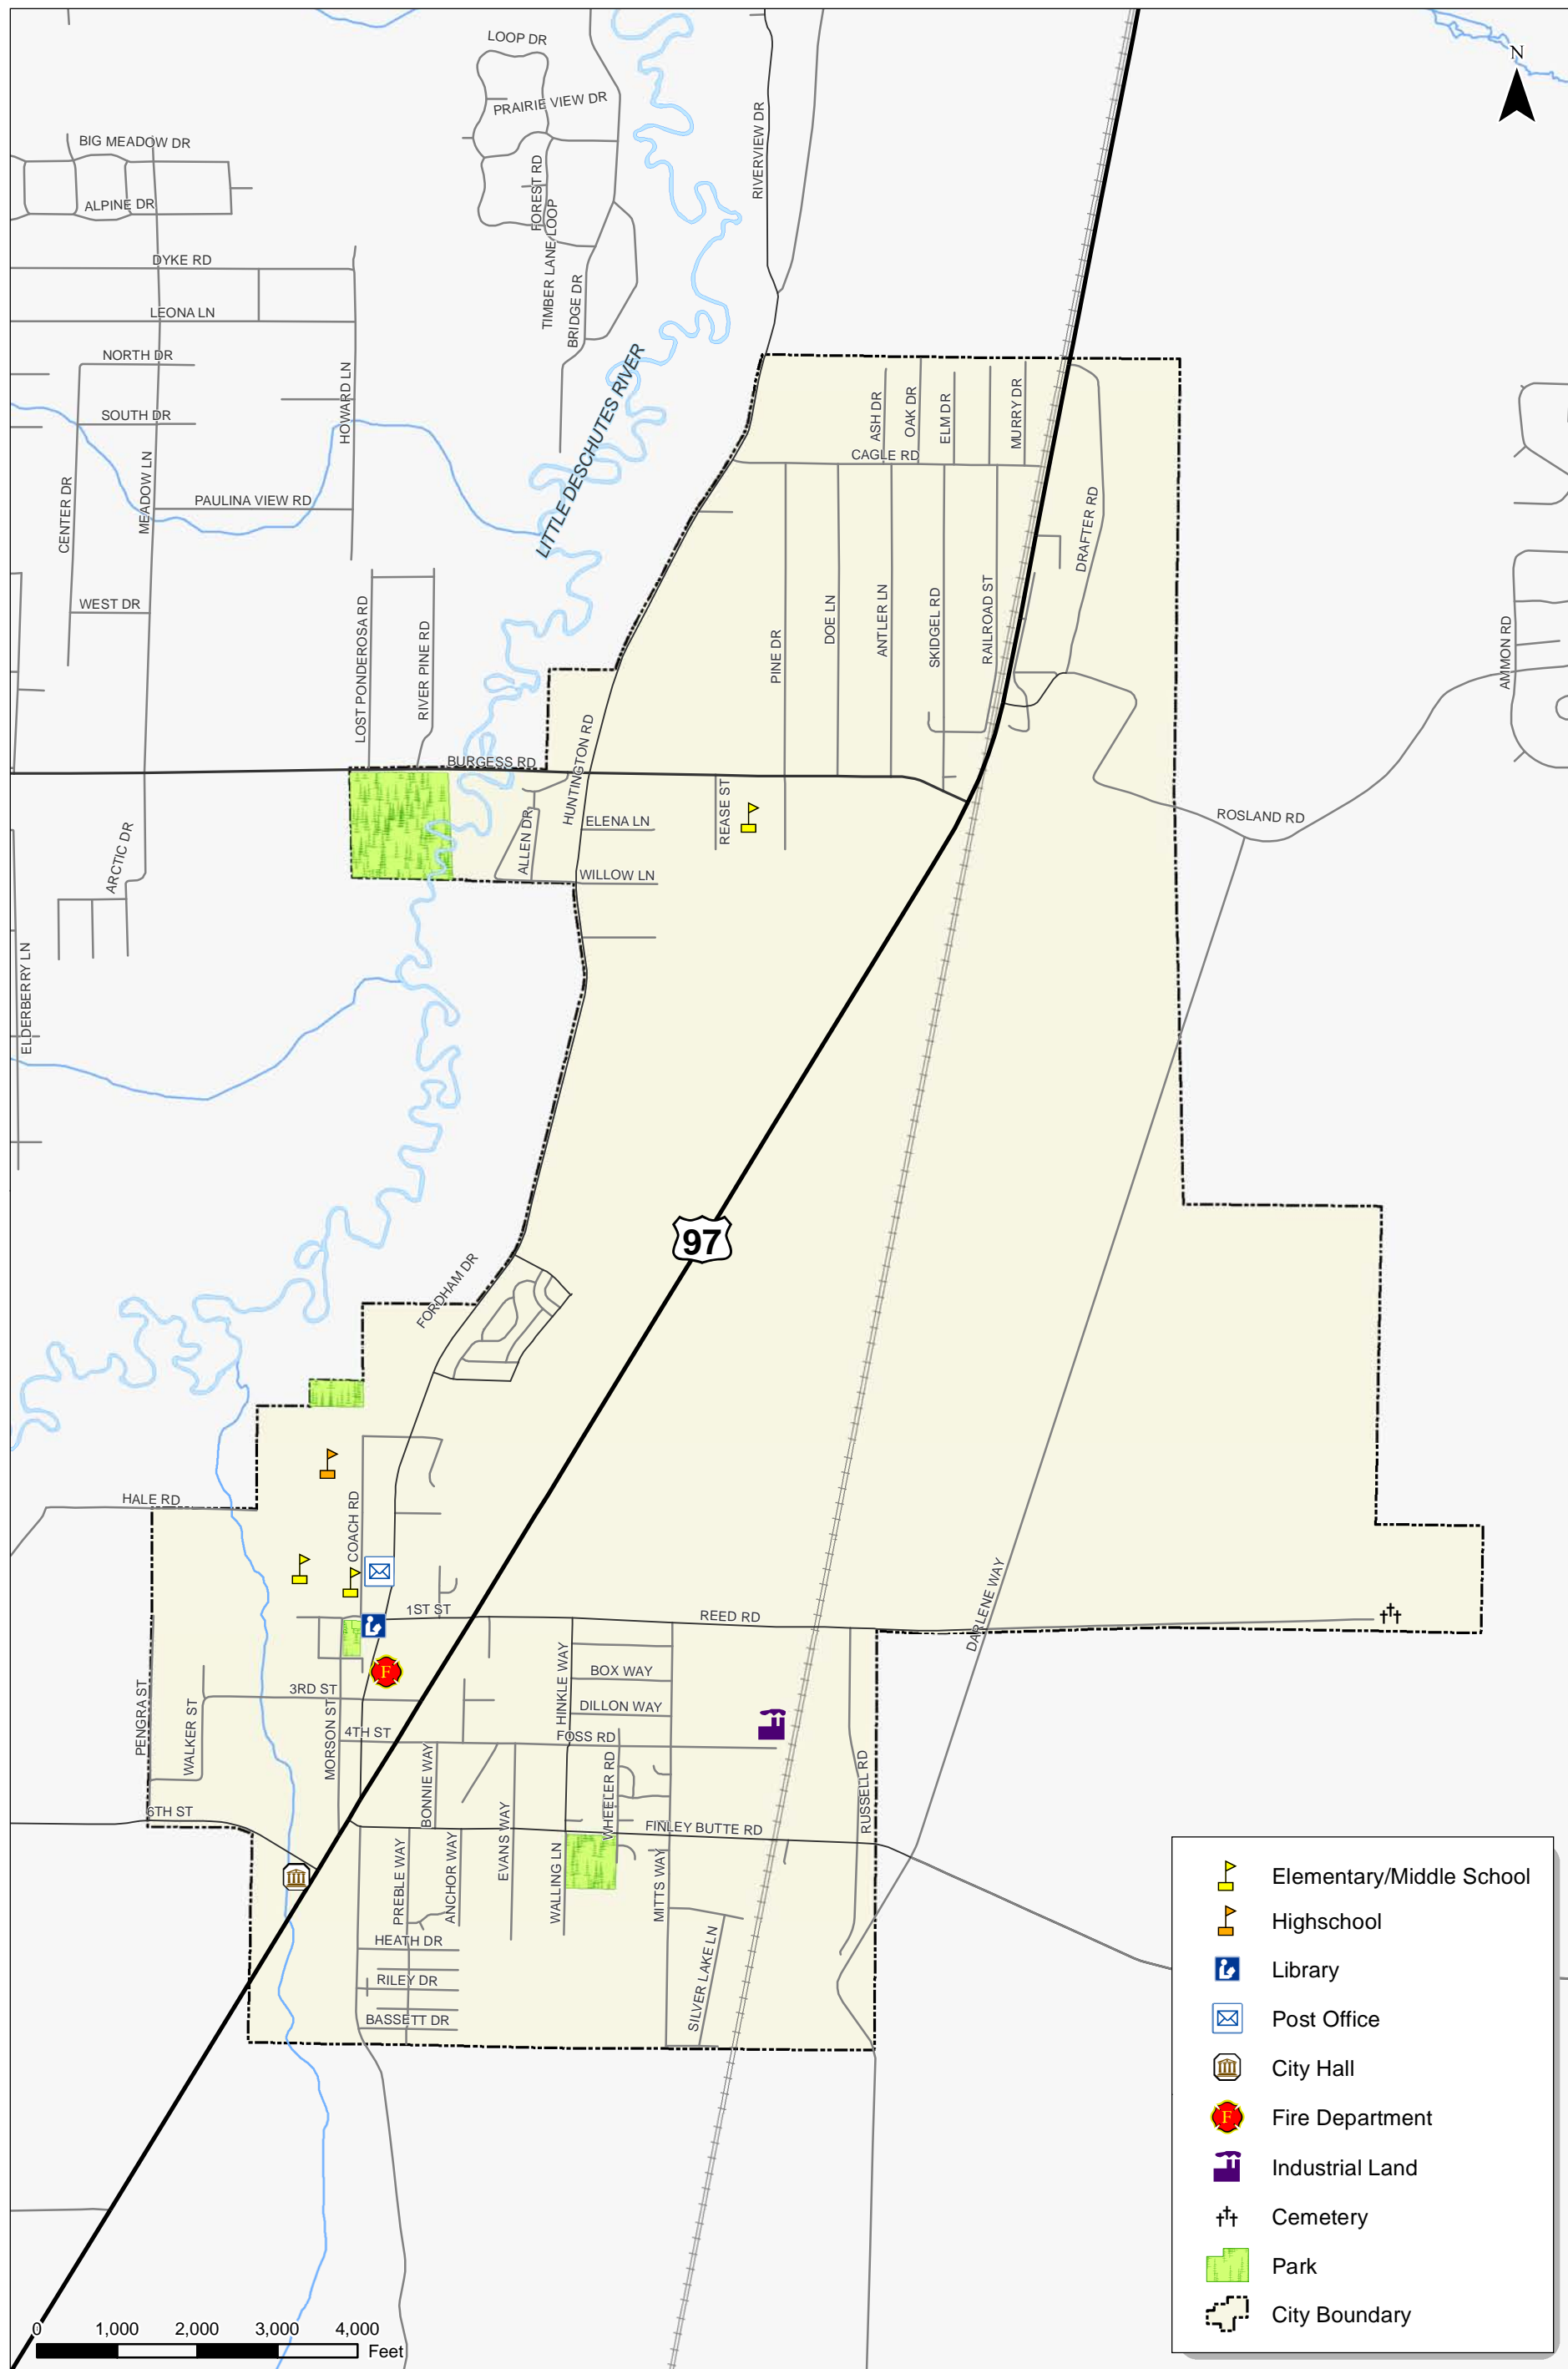 LOOP DR
N
PRAIRIE VIEW DR
RIVERVIEW DR
BIG MEADOW DR
FOREST RD
ALPINE DR
TIMBER LANE LOOP
DYKE RD
BRIDGE DR
LEONA LN
LITTLE DESCHUTES RIVER
NORTH DR
HOWARD LN
SOUTH DR
ASH DR
OAK DR
ELM DR
MURRY DR
CAGLE RD
CENTER DR
MEADOW LN
PAULINA VIEW RD
DRAFTER RD
WEST DR
LOST PONDEROSA RD
RIVER PINE RD
PINE DR
DOE LN
ANTLER LN
SKIDGEL RD
RAILROAD ST
AMMON RD
BURGESS RD
HUNTINGTON RD
ROSLAND RD
REASE ST
ELENA LN
ALLEN DR
ARCTIC DR
WILLOW LN
ELDERBERRY LN
97
FORDHAM DR
HALE RD
COACH RD
1ST ST
REED RD
DARLENE WAY
F
HINKLE WAY
BOX WAY
3RD ST
DILLON WAY
PENGRA ST
WALKER ST
MORSON ST
4TH ST
FOSS RD
BONNIE WAY
WHEELER RD
RUSSELL RD
6TH ST
EVANS WAY
FINLEY BUTTE RD
PREBLE WAY
ANCHOR WAY
WALLING LN
MITTS WAY
HEATH DR
SILVER LAKE LN
RILEY DR
BASSETT DR
Elementary/Middle School
Highschool
Library
Post Office
City Hall
F
Fire Department
Industrial Land
Cemetery
Park
City Boundary
0 1,000 2,000 3,000 4,000
Feet